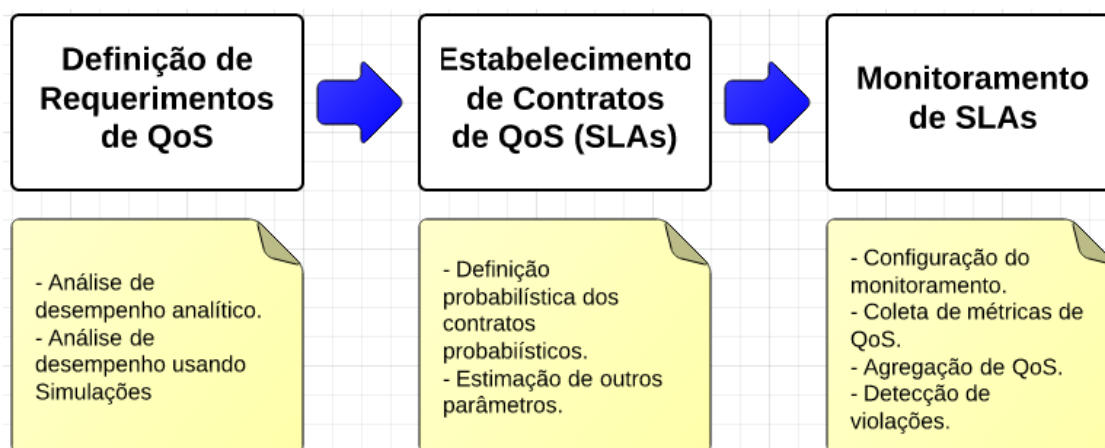 Definição de
Requerimentos
de QoS
Estabelecimento
de Contratos
de QoS (SLAs)
Monitoramento
de SLAs
- Análise de
desempenho analítico.
- Análise de
desempenho usando
Simulações
- Definição
probabilística dos
contratos
probabiísticos.
- Estimação de outros
parâmetros.
- Configuração do
monitoramento.
- Coleta de métricas de
QoS.
- Agregação de QoS.
- Detecção de
violações.